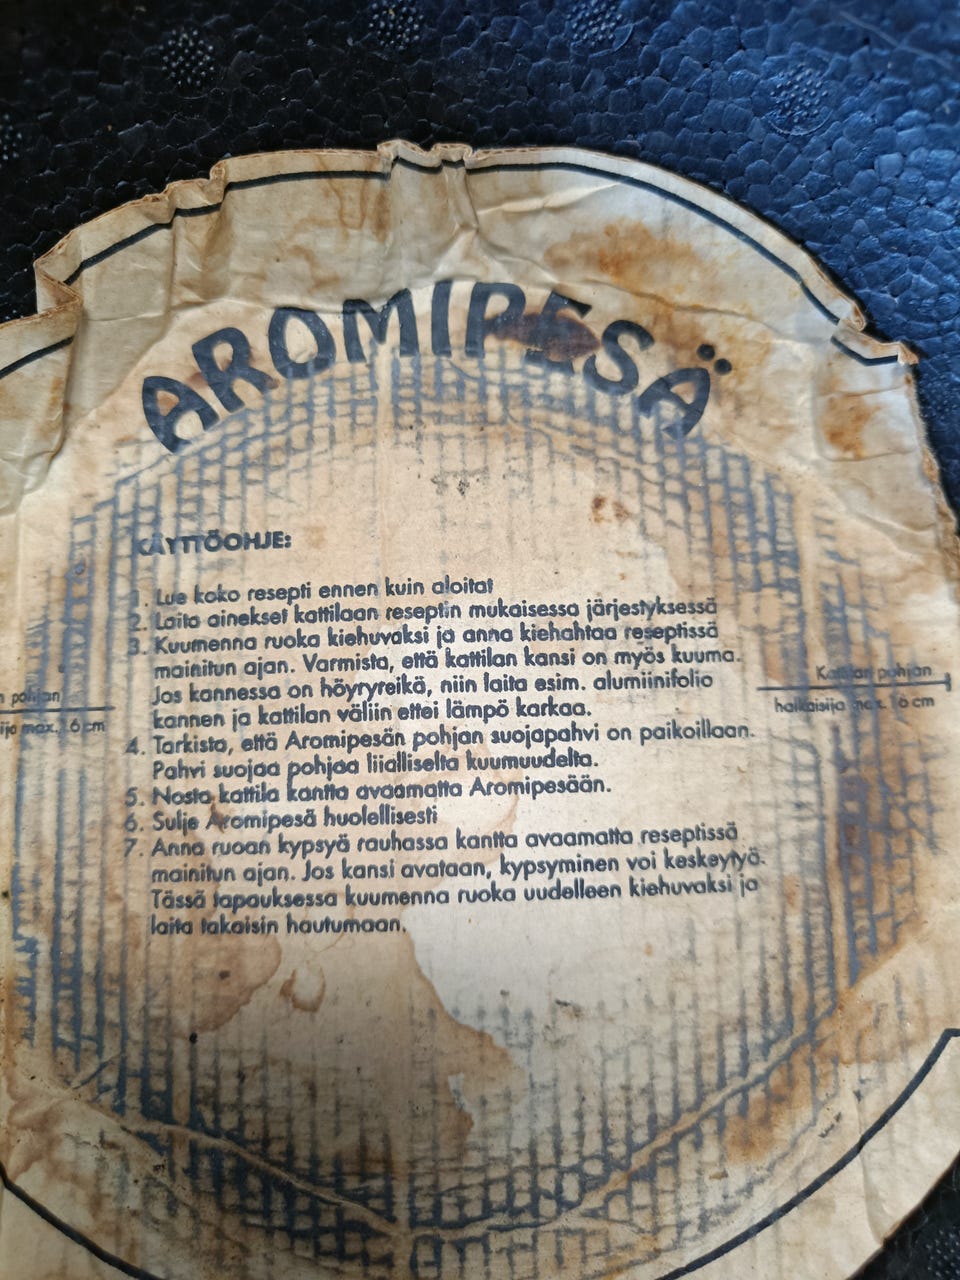 AROMIPESÄ
KÄYTTÖOHJE:
1. Lue koko resepti ennen kuin aloitat
2. Laita ainekset kattilaan reseptin mukaisessa järjestyksessä
3. Kuumenna ruoka kiehuvaksi ja anna kiehahtaa reseptissä
mainitun ajan. Varmista, että kattilan kansi on myös kuuma.
Jos kannessa on höyryreikä, niin laita esim. alumiinifolio
kannen ja kattilan väliin ettei lämpö karkaa.
4. Tarkista, että Aromipesän pohjan suojapahvi on paikoillaan.
Pahvi suojaa pohjaa liialliselta kuumuudelta.
5. Nosta kattila kantta avaamatta Aromipesään.
6. Sulje Aromipesä huolellisesti
7. Anna ruoan kypsyä rauhassa kantta avaamatta reseptissä
mainitun ajan. Jos kansi avataan, kypsyminen voi keskeytyä.
Tässä tapauksessa kuumenna ruoka uudelleen kiehuvaksi ja
laita takaisin hautumaan.
n pohjan
ija max. 16 cm
Kattilan pohjan
halkaisija max. 16 cm